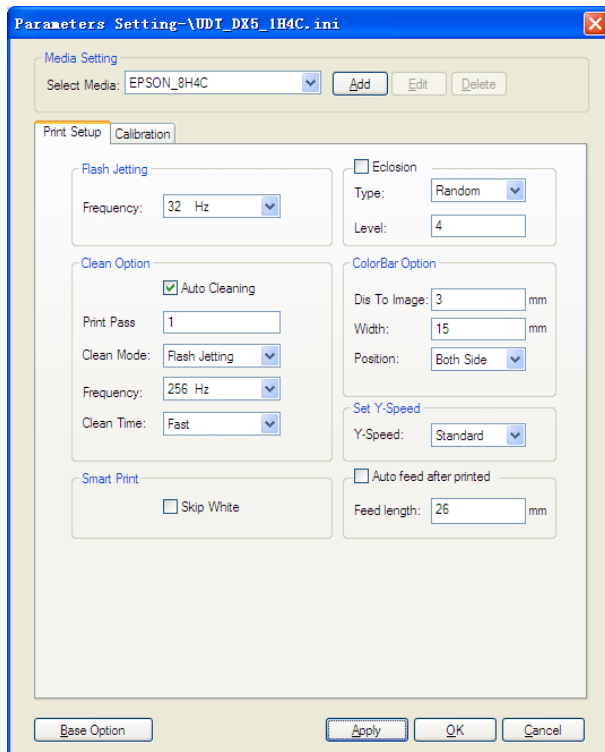 Parameters Setting-\UDT_DX5_1H4C.ini
Media Setting
Select Media: EPSON_8H4C Add Edit Delete
Print Setup Calibration
Flash Jetting
Frequency: 32 Hz
Eclosion
Type: Random
Level: 4
Clean Option
Auto Cleaning
Print Pass 1
Clean Mode: Flash Jetting
Frequency: 256 Hz
Clean Time: Fast
ColorBar Option
Dis To Image: 3 mm
Width: 15 mm
Position: Both Side
Set Y-Speed
Y-Speed: Standard
Smart Print
Skip White
Auto feed after printed
Feed length: 26 mm
Base Option Apply OK Cancel